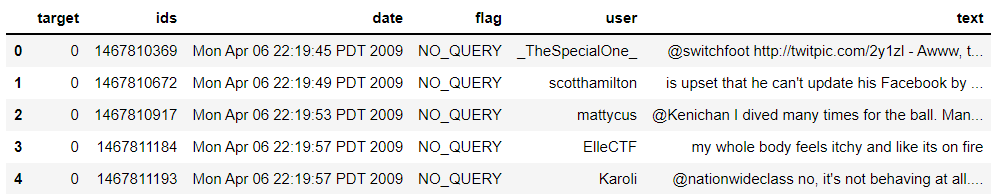 target ids date flag user text
0 0 1467810369 Mon Apr 06 22:19:45 PDT 2009 NO_QUERY _TheSpecialOne_ @switchfoot http://twitpic.com/2y1zl - Awww, t...
1 0 1467810672 Mon Apr 06 22:19:49 PDT 2009 NO_QUERY scotthamilton is upset that he can't update his Facebook by ...
2 0 1467810917 Mon Apr 06 22:19:53 PDT 2009 NO_QUERY mattycus @Kenichan I dived many times for the ball. Man...
3 0 1467811184 Mon Apr 06 22:19:57 PDT 2009 NO_QUERY ElleCTF my whole body feels itchy and like its on fire
4 0 1467811193 Mon Apr 06 22:19:57 PDT 2009 NO_QUERY Karoli @nationwideclass no, it's not behaving at all....